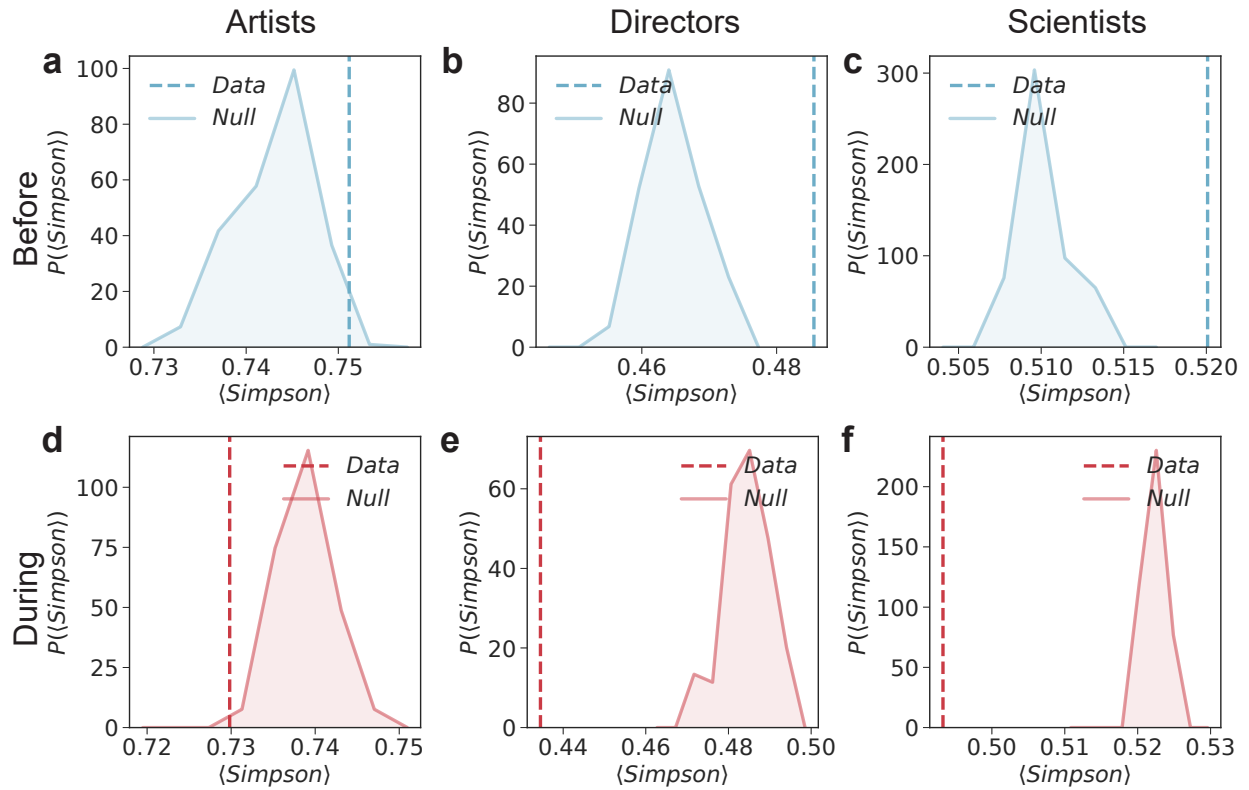 Artists Directors Scientists
Before
a
Data
Null
P(⟨Simpson⟩)
100
80
60
40
20
0
0.73 0.74 0.75
⟨Simpson⟩
b
Data
Null
P(⟨Simpson⟩)
80
60
40
20
0
0.46 0.48
⟨Simpson⟩
c
Data
Null
P(⟨Simpson⟩)
300
200
100
0
0.505 0.510 0.515 0.520
⟨Simpson⟩
During
d
Data
Null
P(⟨Simpson⟩)
100
75
50
25
0
0.72 0.73 0.74 0.75
⟨Simpson⟩
e
Data
Null
P(⟨Simpson⟩)
60
40
20
0
0.44 0.46 0.48 0.50
⟨Simpson⟩
f
Data
Null
P(⟨Simpson⟩)
200
150
100
50
0
0.50 0.51 0.52 0.53
⟨Simpson⟩